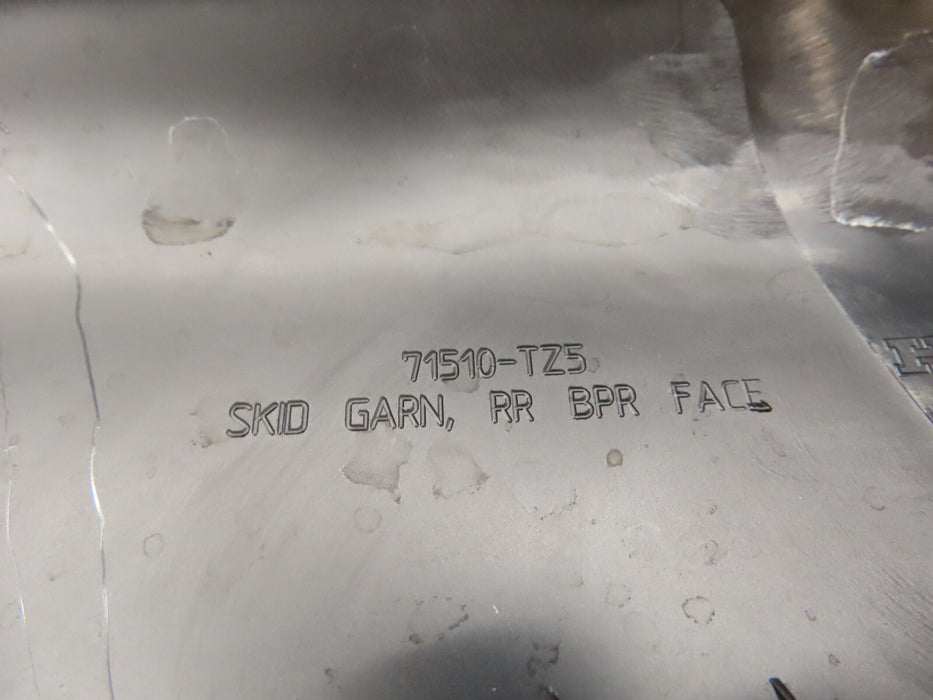 71510-TZ5
SKID GARN, RR BPR FACE